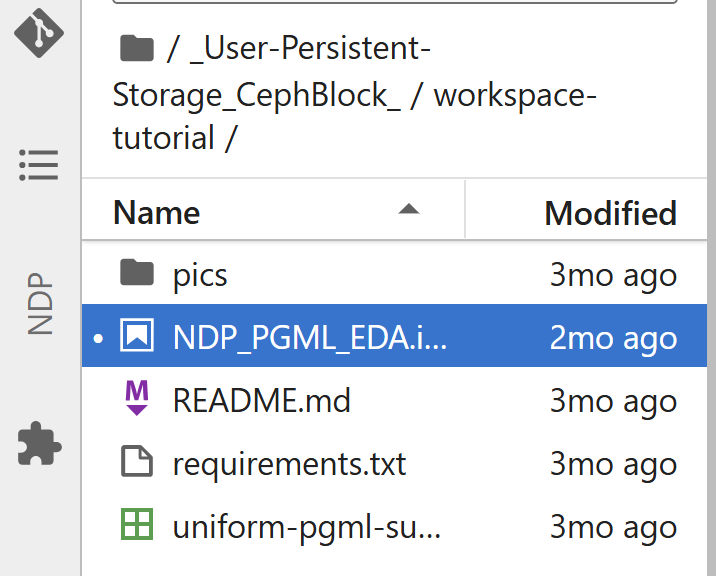 / _User-Persistent-
Storage_CephBlock_ / workspace-
tutorial /
Name Modified
pics 3mo ago
NDP
NDP_PGML_EDA.i... 2mo ago
README.md 3mo ago
requirements.txt 3mo ago
uniform-pgml-su... 3mo ago